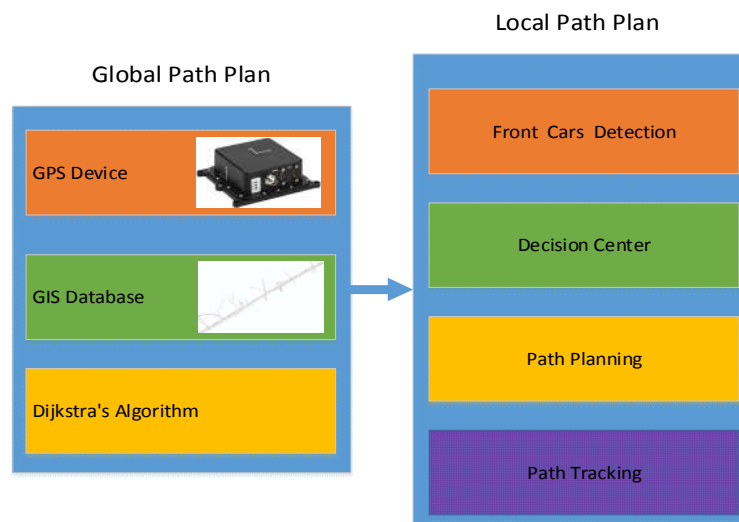 Global Path Plan
GPS Device
GIS Database
Dijkstra's Algorithm
Local Path Plan
Front Cars Detection
Decision Center
Path Planning
Path Tracking